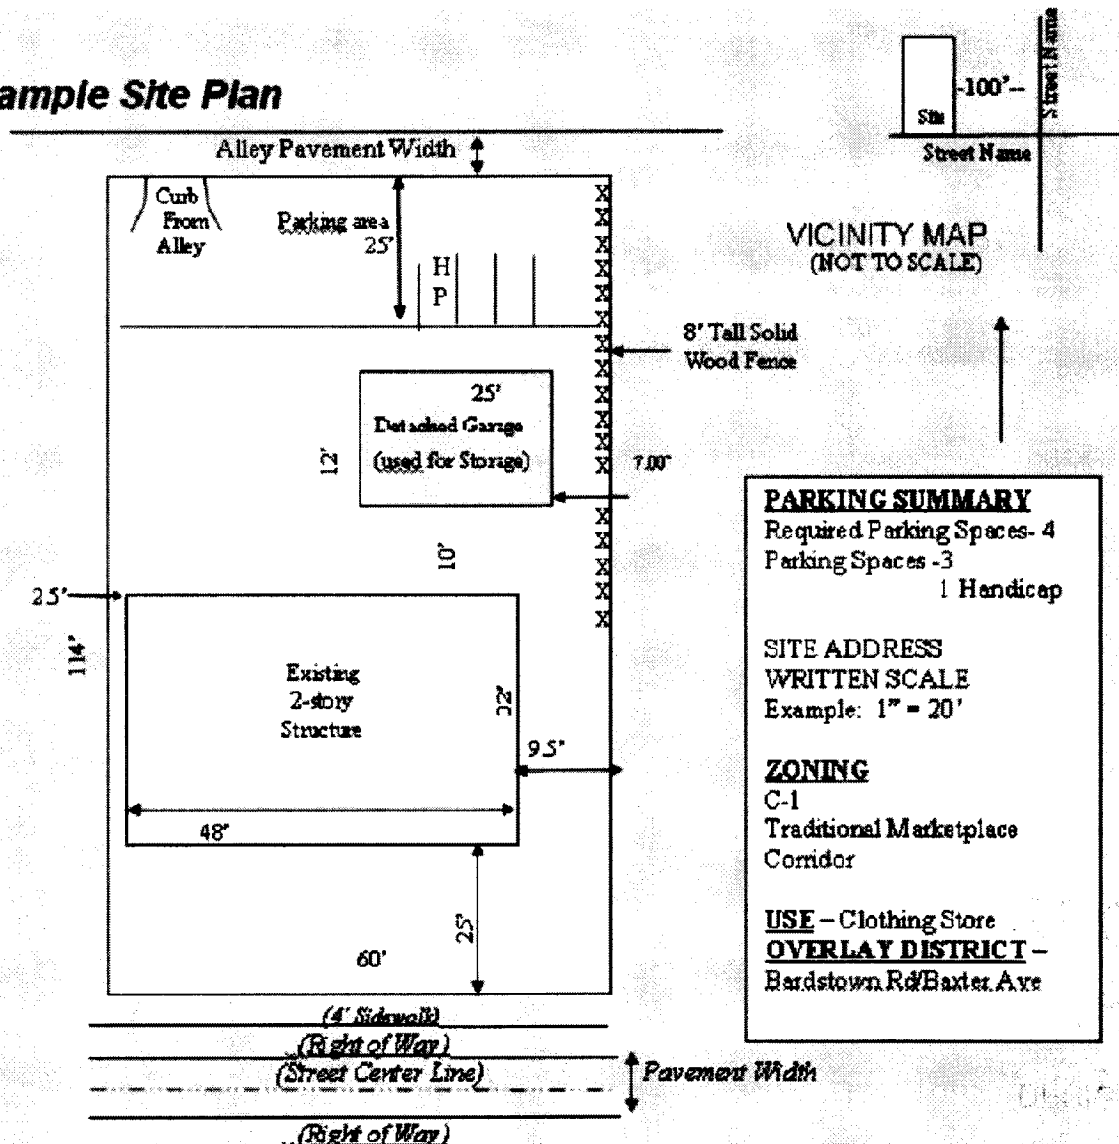 ample Site Plan
-100'--
Street Name
Site
Street Name
Alley Pavement Width
Curb
From
Alley
Parking area
25'
H
P
VICINITY MAP
(NOT TO SCALE)
X
X
X
X
X
X
X
X
X
X
X
X
8' Tall Solid
Wood Fence
25'
Detached Garage
(used for Storage)
12'
7.00"
10'
X
X
X
X
X
2.5'
114'
Existing
2-story
Structure
32'
9.5"
48"
25'
60'
PARKING SUMMARY
Required Parking Spaces- 4
Parking Spaces -3
1 Handicap
SITE ADDRESS
WRITTEN SCALE
Example: 1" = 20'
ZONING
C-1
Traditional Marketplace
Corridor
USE – Clothing Store
OVERLAY DISTRICT –
Bardstown Rd/Baxter Ave
(4' Sidewalk)
(Right of Way)
(Street Center Line)
Pavement Width
(Right of Way)